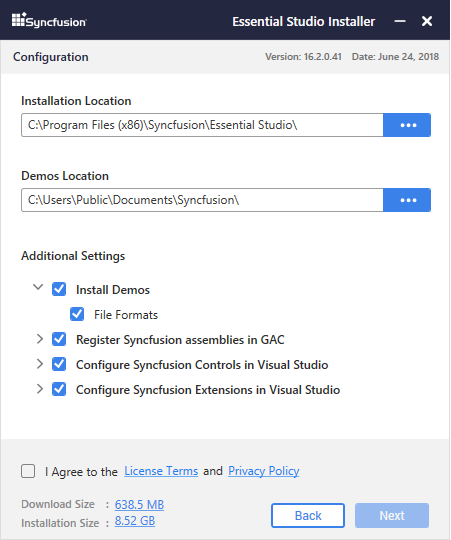 Syncfusion® Essential Studio Installer
Configuration Version: 16.2.0.41 Date: June 24, 2018
Installation Location
C:\Program Files (x86)\Syncfusion\Essential Studio\
Demos Location
C:\Users\Public\Documents\Syncfusion\
Additional Settings
Install Demos
File Formats
Register Syncfusion assemblies in GAC
Configure Syncfusion Controls in Visual Studio
Configure Syncfusion Extensions in Visual Studio
I Agree to the License Terms and Privacy Policy
Download Size : 638.5 MB
Installation Size : 8.52 GB
Back Next